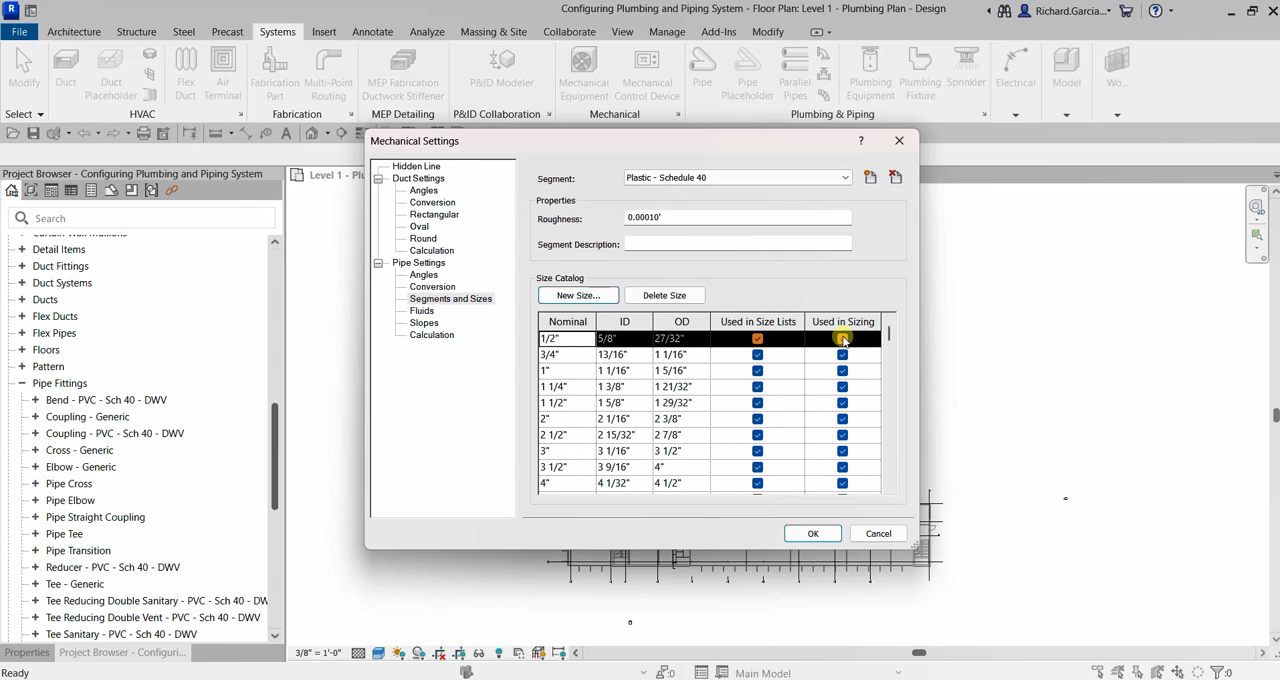 Configuring Plumbing and Piping System - Floor Plan: Level 1 - Plumbing Plan - Design
Richard.Garcia...
File Architecture Structure Steel Precast Systems Insert Annotate Analyze Massing & Site Collaborate View Manage Add-Ins Modify
Modify Duct Duct Placeholder Flex Duct Air Terminal Fabrication Part Multi-Point Routing MEP Fabrication Ductwork Stiffener P&ID Modeler Mechanical Equipment Mechanical Control Device Pipe Pipe Placeholder Parallel Pipes Plumbing Equipment Plumbing Fixture Sprinkler Electrical Model Wo...
Select HVAC Fabrication MEP Detailing P&ID Collaboration Mechanical Plumbing & Piping
Project Browser - Configuring Plumbing and Piping System
Search
Detail Items
Duct Fittings
Duct Systems
Ducts
Flex Ducts
Flex Pipes
Floors
Pattern
Pipe Fittings
Bend - PVC - Sch 40 - DWV
Coupling - Generic
Coupling - PVC - Sch 40 - DWV
Cross - Generic
Elbow - Generic
Pipe Cross
Pipe Elbow
Pipe Straight Coupling
Pipe Tee
Pipe Transition
Reducer - PVC - Sch 40 - DWV
Tee - Generic
Tee Reducing Double Sanitary - PVC - Sch 40 - DW
Tee Reducing Double Vent - PVC - Sch 40 - DWV
Tee Sanitary - PVC - Sch 40 - DWV
Properties Project Browser - Configuri...
Ready
Level 1 - Plu
Mechanical Settings
Hidden Line
Duct Settings
Angles
Conversion
Rectangular
Oval
Round
Calculation
Pipe Settings
Angles
Conversion
Segments and Sizes
Fluids
Slopes
Calculation
Segment: Plastic - Schedule 40
Properties
Roughness: 0.00010'
Segment Description:
Size Catalog
New Size... Delete Size
Nominal ID OD Used in Size Lists Used in Sizing
1/2" 5/8" 27/32"
3/4" 13/16" 1 1/16"
1" 1 1/16" 1 5/16"
1 1/4" 1 3/8" 1 21/32"
1 1/2" 1 5/8" 1 29/32"
2" 2 1/16" 2 3/8"
2 1/2" 2 15/32" 2 7/8"
3" 3 1/16" 3 1/2"
3 1/2" 3 9/16" 4"
4" 4 1/32" 4 1/2"
OK Cancel
3/8" = 1'-0"
:0 Main Model :0